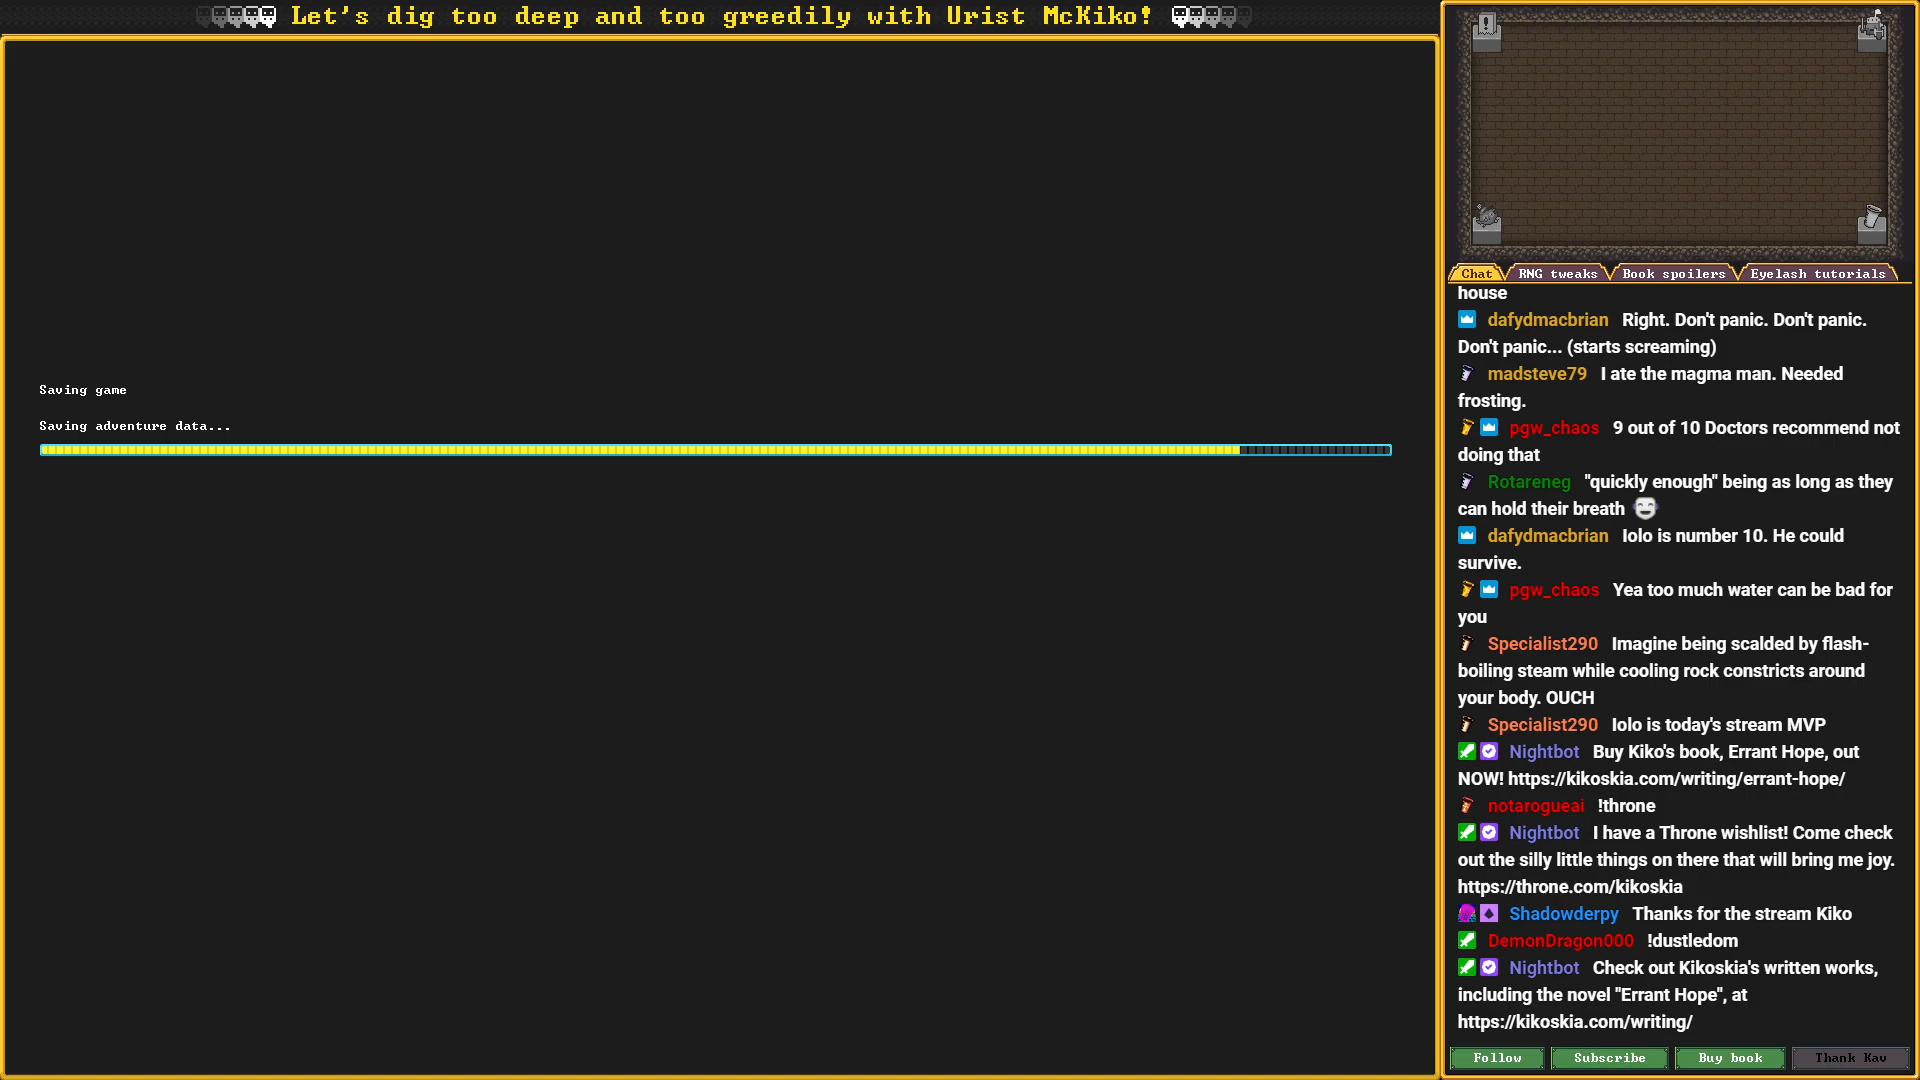 Let's dig too deep and too greedily with Urist McKiko!
Saving game
Saving adventure data...
Chat
RNG tweaks
Book spoilers
Eyelash tutorials
house
dafydmacbrian Right. Don't panic. Don't panic.
Don't panic... (starts screaming)
madsteve79 I ate the magma man. Needed
frosting.
pgw_chaos 9 out of 10 Doctors recommend not
doing that
Rotareneg "quickly enough" being as long as they
can hold their breath
dafydmacbrian Iolo is number 10. He could
survive.
pgw_chaos Yea too much water can be bad for
you
Specialist290 Imagine being scalded by flash-
boiling steam while cooling rock constricts around
your body. OUCH
Specialist290 Iolo is today's stream MVP
Nightbot Buy Kiko's book, Errant Hope, out
NOW! https://kikoskia.com/writing/errant-hope/
notarogueai !throne
Nightbot I have a Throne wishlist! Come check
out the silly little things on there that will bring me joy.
https://throne.com/kikoskia
Shadowderpy Thanks for the stream Kiko
DemonDragon000 !dustledom
Nightbot Check out Kikoskia's written works,
including the novel "Errant Hope", at
https://kikoskia.com/writing/
Follow
Subscribe
Buy book
Thank Kav